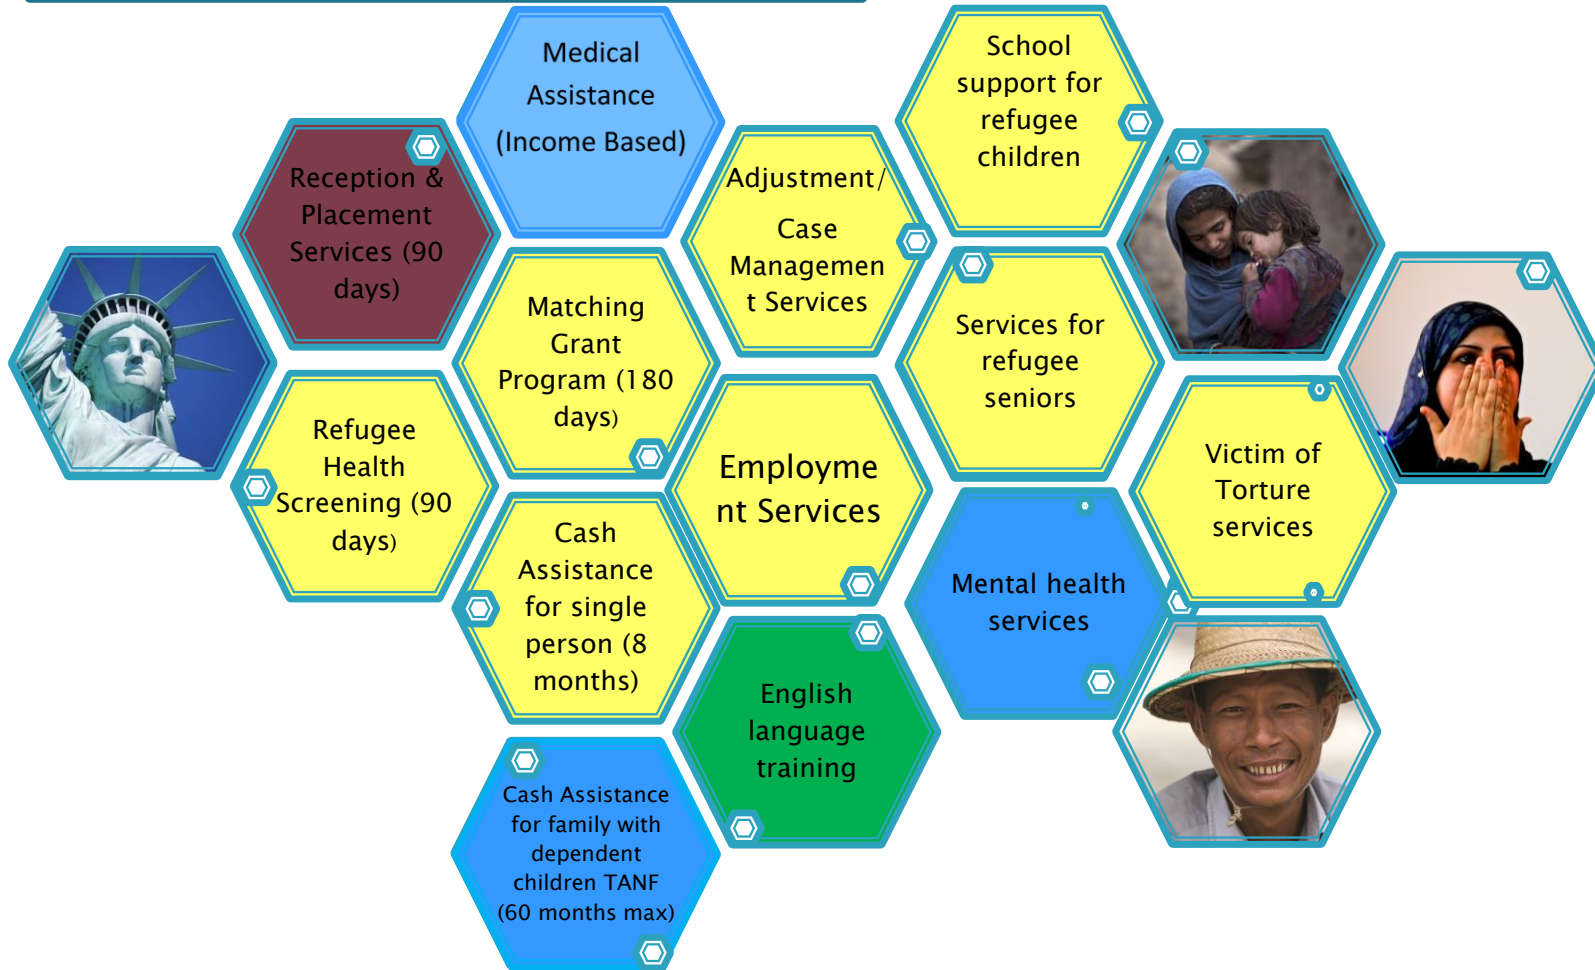 Medical
Assistance
(Income Based)
School
support for
refugee
children
Reception &
Placement
Services (90
days)
Adjustment/
Case
Managemen
t Services
Matching
Grant
Program (180
days)
Services for
refugee
seniors
Refugee
Health
Screening (90
days)
Employme
nt Services
Victim of
Torture
services
Cash
Assistance
for single
person (8
months)
Mental health
services
English
language
training
Cash Assistance
for family with
dependent
children TANF
(60 months max)